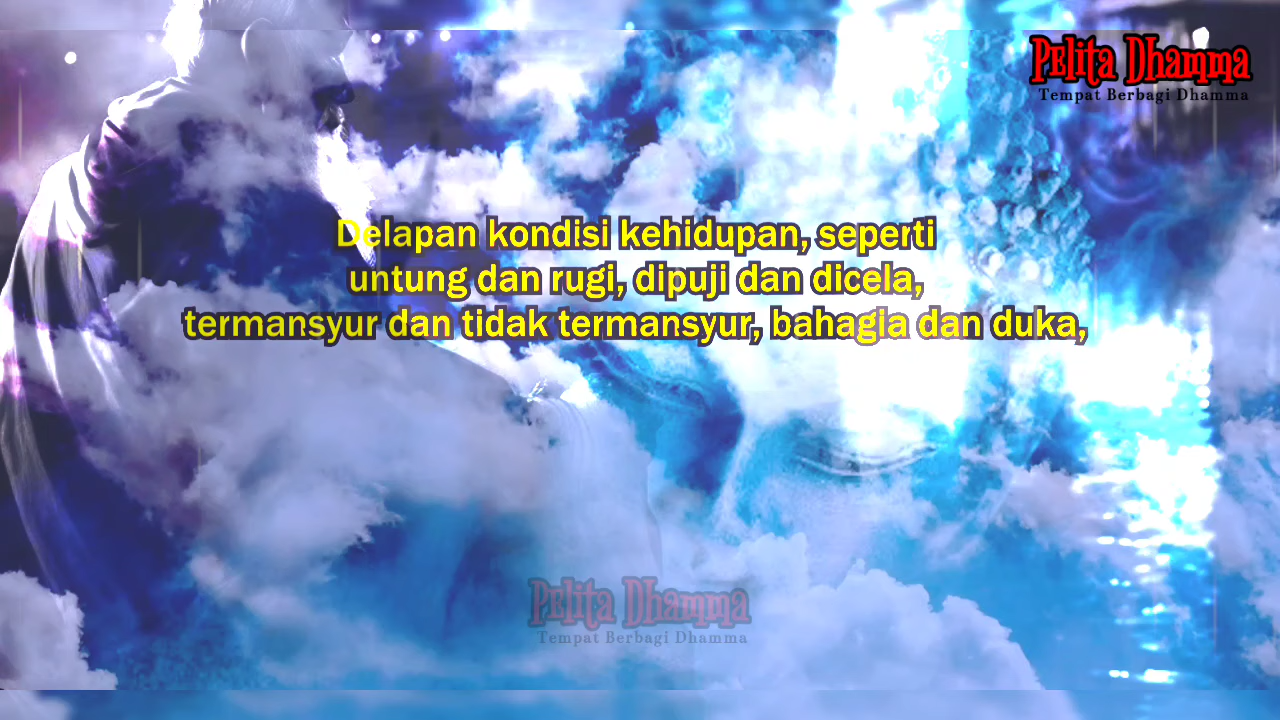 Pelita Dhamma
Tempat Berbagi Dhamma
Delapan kondisi kehidupan, seperti
untung dan rugi, dipuji dan dicela,
termansyur dan tidak termansyur, bahagia dan duka,
Pelita Dhamma
Tempat Berbagi Dhamma